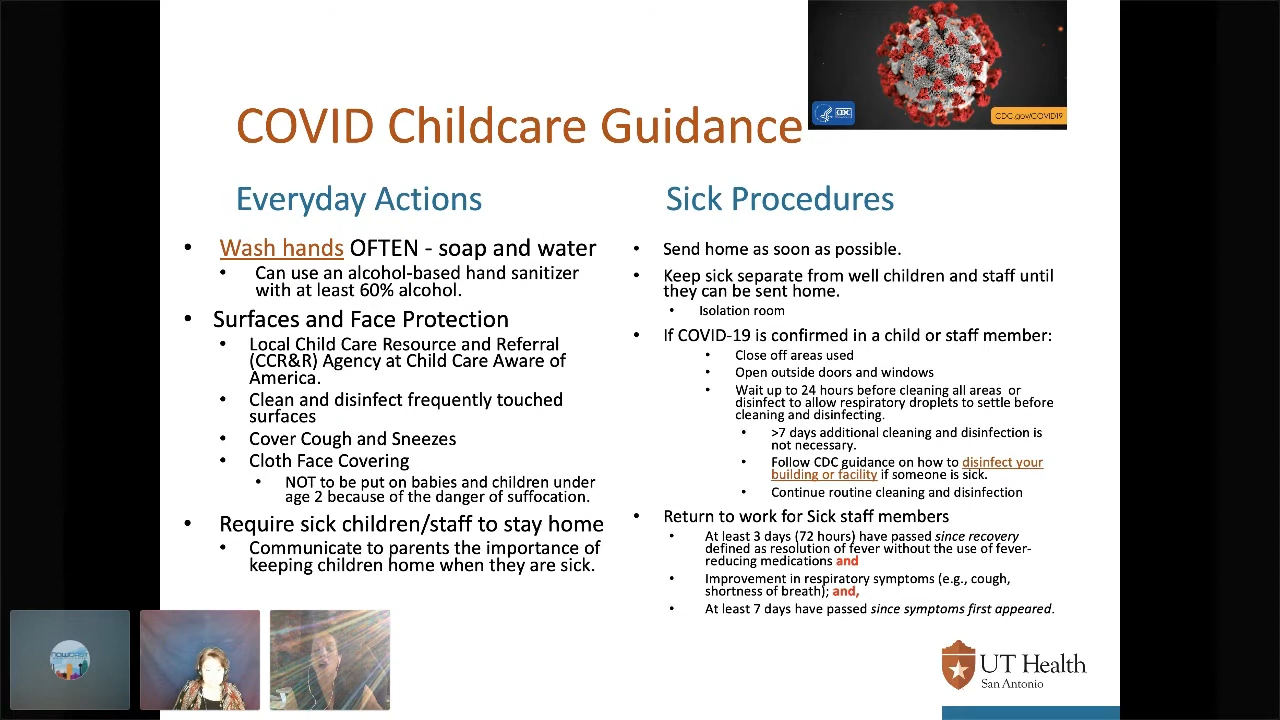 CDC
CDC.gov/COVID19
COVID Childcare Guidance
Everyday Actions
• Wash hands OFTEN - soap and water
• Can use an alcohol-based hand sanitizer
with at least 60% alcohol.
• Surfaces and Face Protection
• Local Child Care Resource and Referral
(CCR&R) Agency at Child Care Aware of
America.
• Clean and disinfect frequently touched
surfaces
• Cover Cough and Sneezes
• Cloth Face Covering
• NOT to be put on babies and children under
age 2 because of the danger of suffocation.
• Require sick children/staff to stay home
• Communicate to parents the importance of
keeping children home when they are sick.
Sick Procedures
• Send home as soon as possible.
• Keep sick separate from well children and staff until
they can be sent home.
• Isolation room
• If COVID-19 is confirmed in a child or staff member:
• Close off areas used
• Open outside doors and windows
• Wait up to 24 hours before cleaning all areas or
disinfect to allow respiratory droplets to settle before
cleaning and disinfecting.
• >7 days additional cleaning and disinfection is
not necessary.
• Follow CDC guidance on how to disinfect your
building or facility if someone is sick.
• Continue routine cleaning and disinfection
• Return to work for Sick staff members
• At least 3 days (72 hours) have passed since recovery
defined as resolution of fever without the use of fever-
reducing medications and
• Improvement in respiratory symptoms (e.g., cough,
shortness of breath); and,
• At least 7 days have passed since symptoms first appeared.
NOWCAST
UT Health
San Antonio